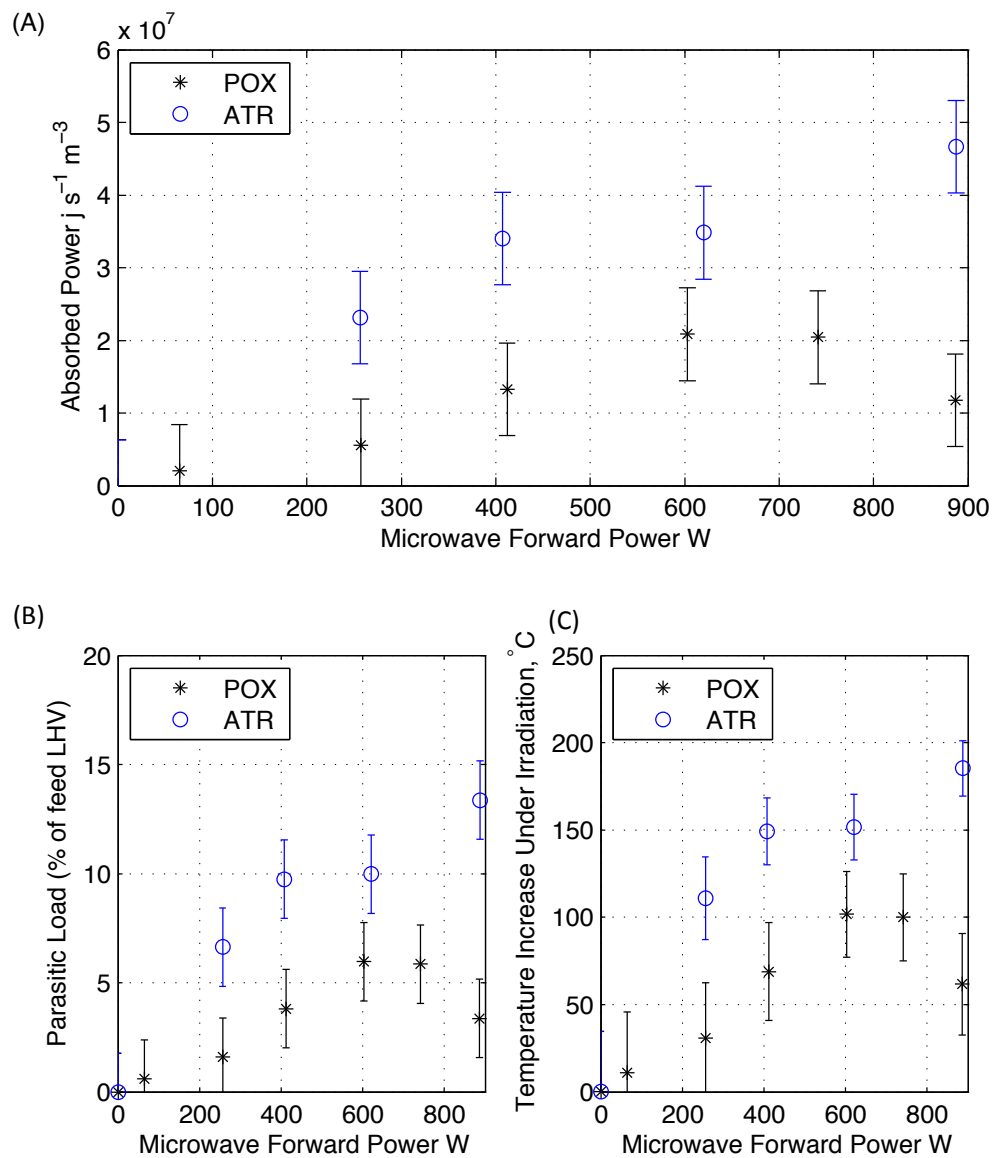 (A)
x 10⁷
6
5
4
3
2
1
0
Absorbed Power j s⁻¹ m⁻³
POX
ATR
0 100 200 300 400 500 600 700 800 900
Microwave Forward Power W
(B)
20
15
10
5
0
Parasitic Load (% of feed LHV)
POX
ATR
0 200 400 600 800
Microwave Forward Power W
(C)
250
200
150
100
50
0
Temperature Increase Under Irradiation, °C
POX
ATR
0 200 400 600 800
Microwave Forward Power W